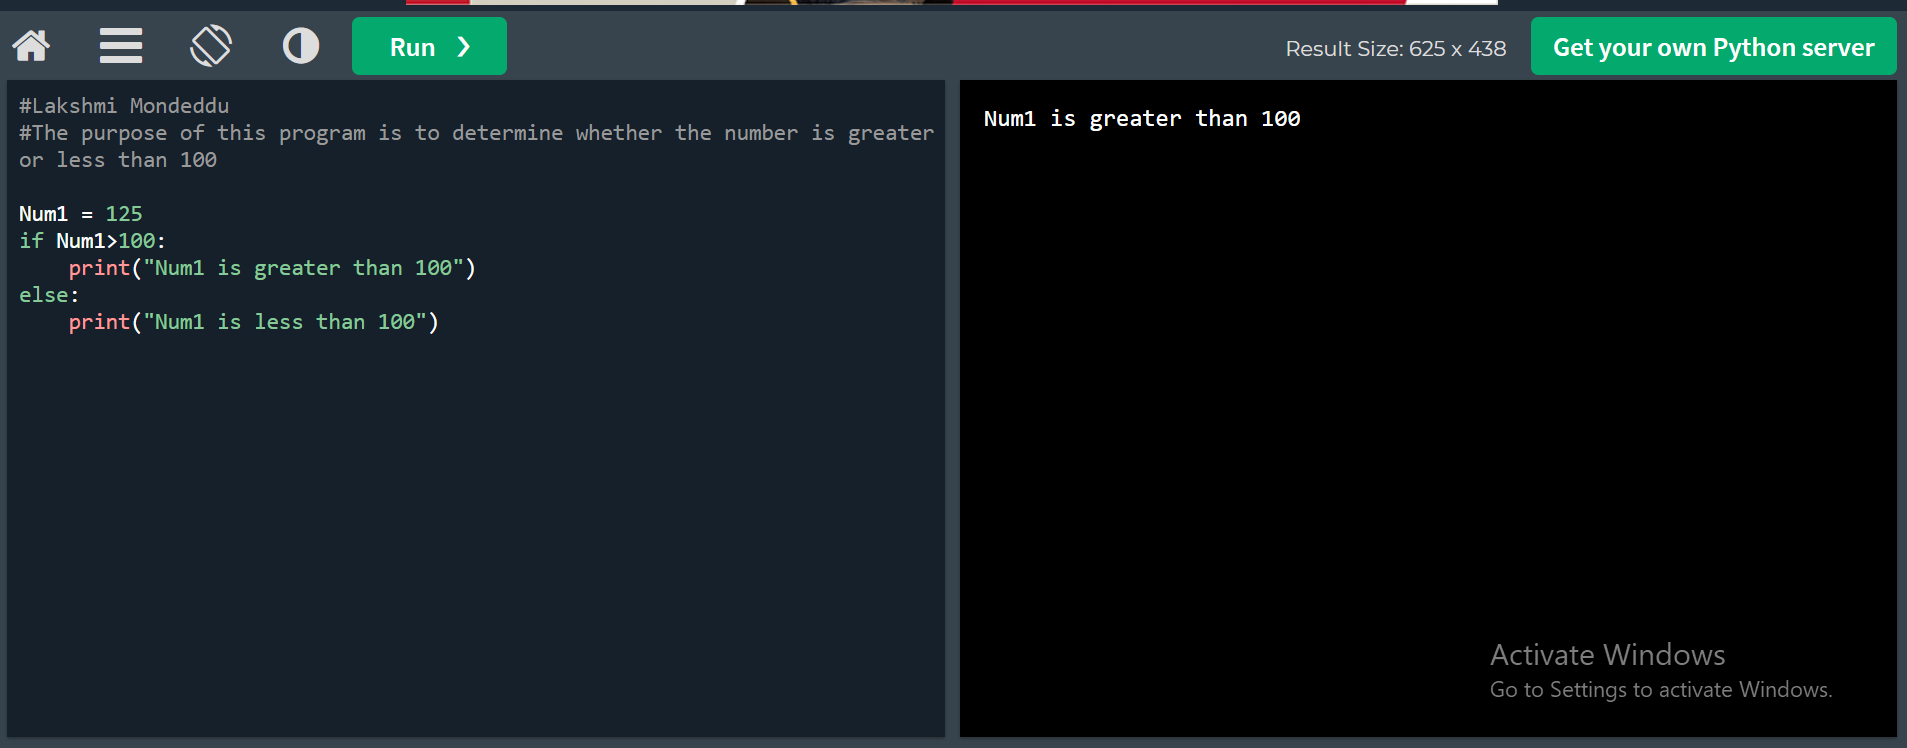 Run ❯
Result Size: 625 x 438
Get your own Python server
#Lakshmi Mondeddu
#The purpose of this program is to determine whether the number is greater
or less than 100
Num1 = 125
if Num1>100:
    print("Num1 is greater than 100")
else:
    print("Num1 is less than 100")
Num1 is greater than 100
Activate Windows
Go to Settings to activate Windows.